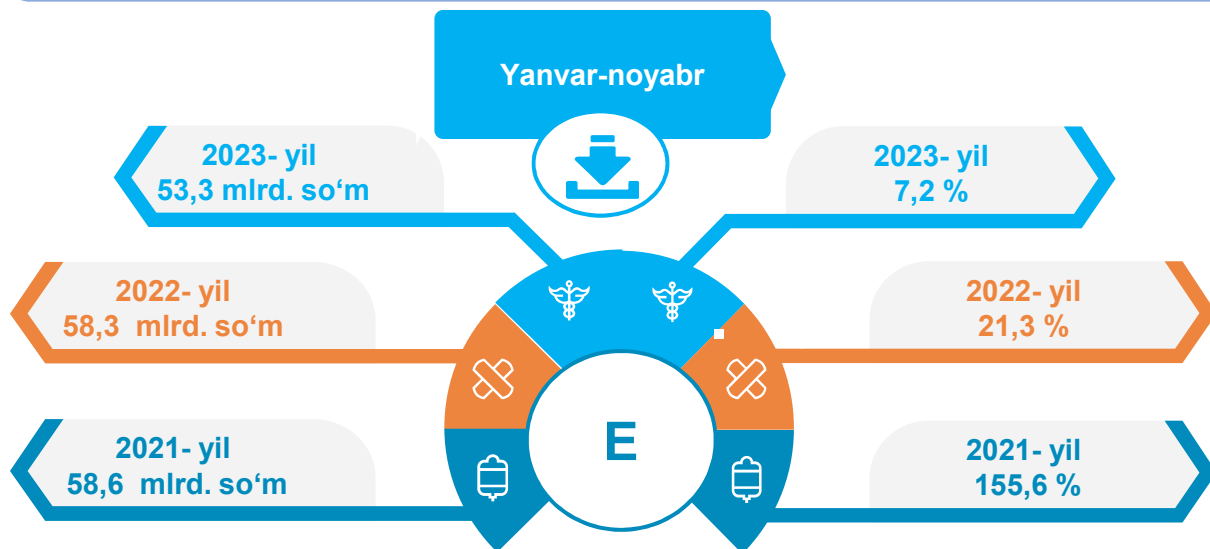 Yanvar-noyabr
2023- yil
53,3 mlrd. so‘m
2023- yil
7,2 %
2022- yil
58,3 mlrd. so‘m
2022- yil
21,3 %
2021- yil
58,6 mlrd. so‘m
2021- yil
155,6 %
E